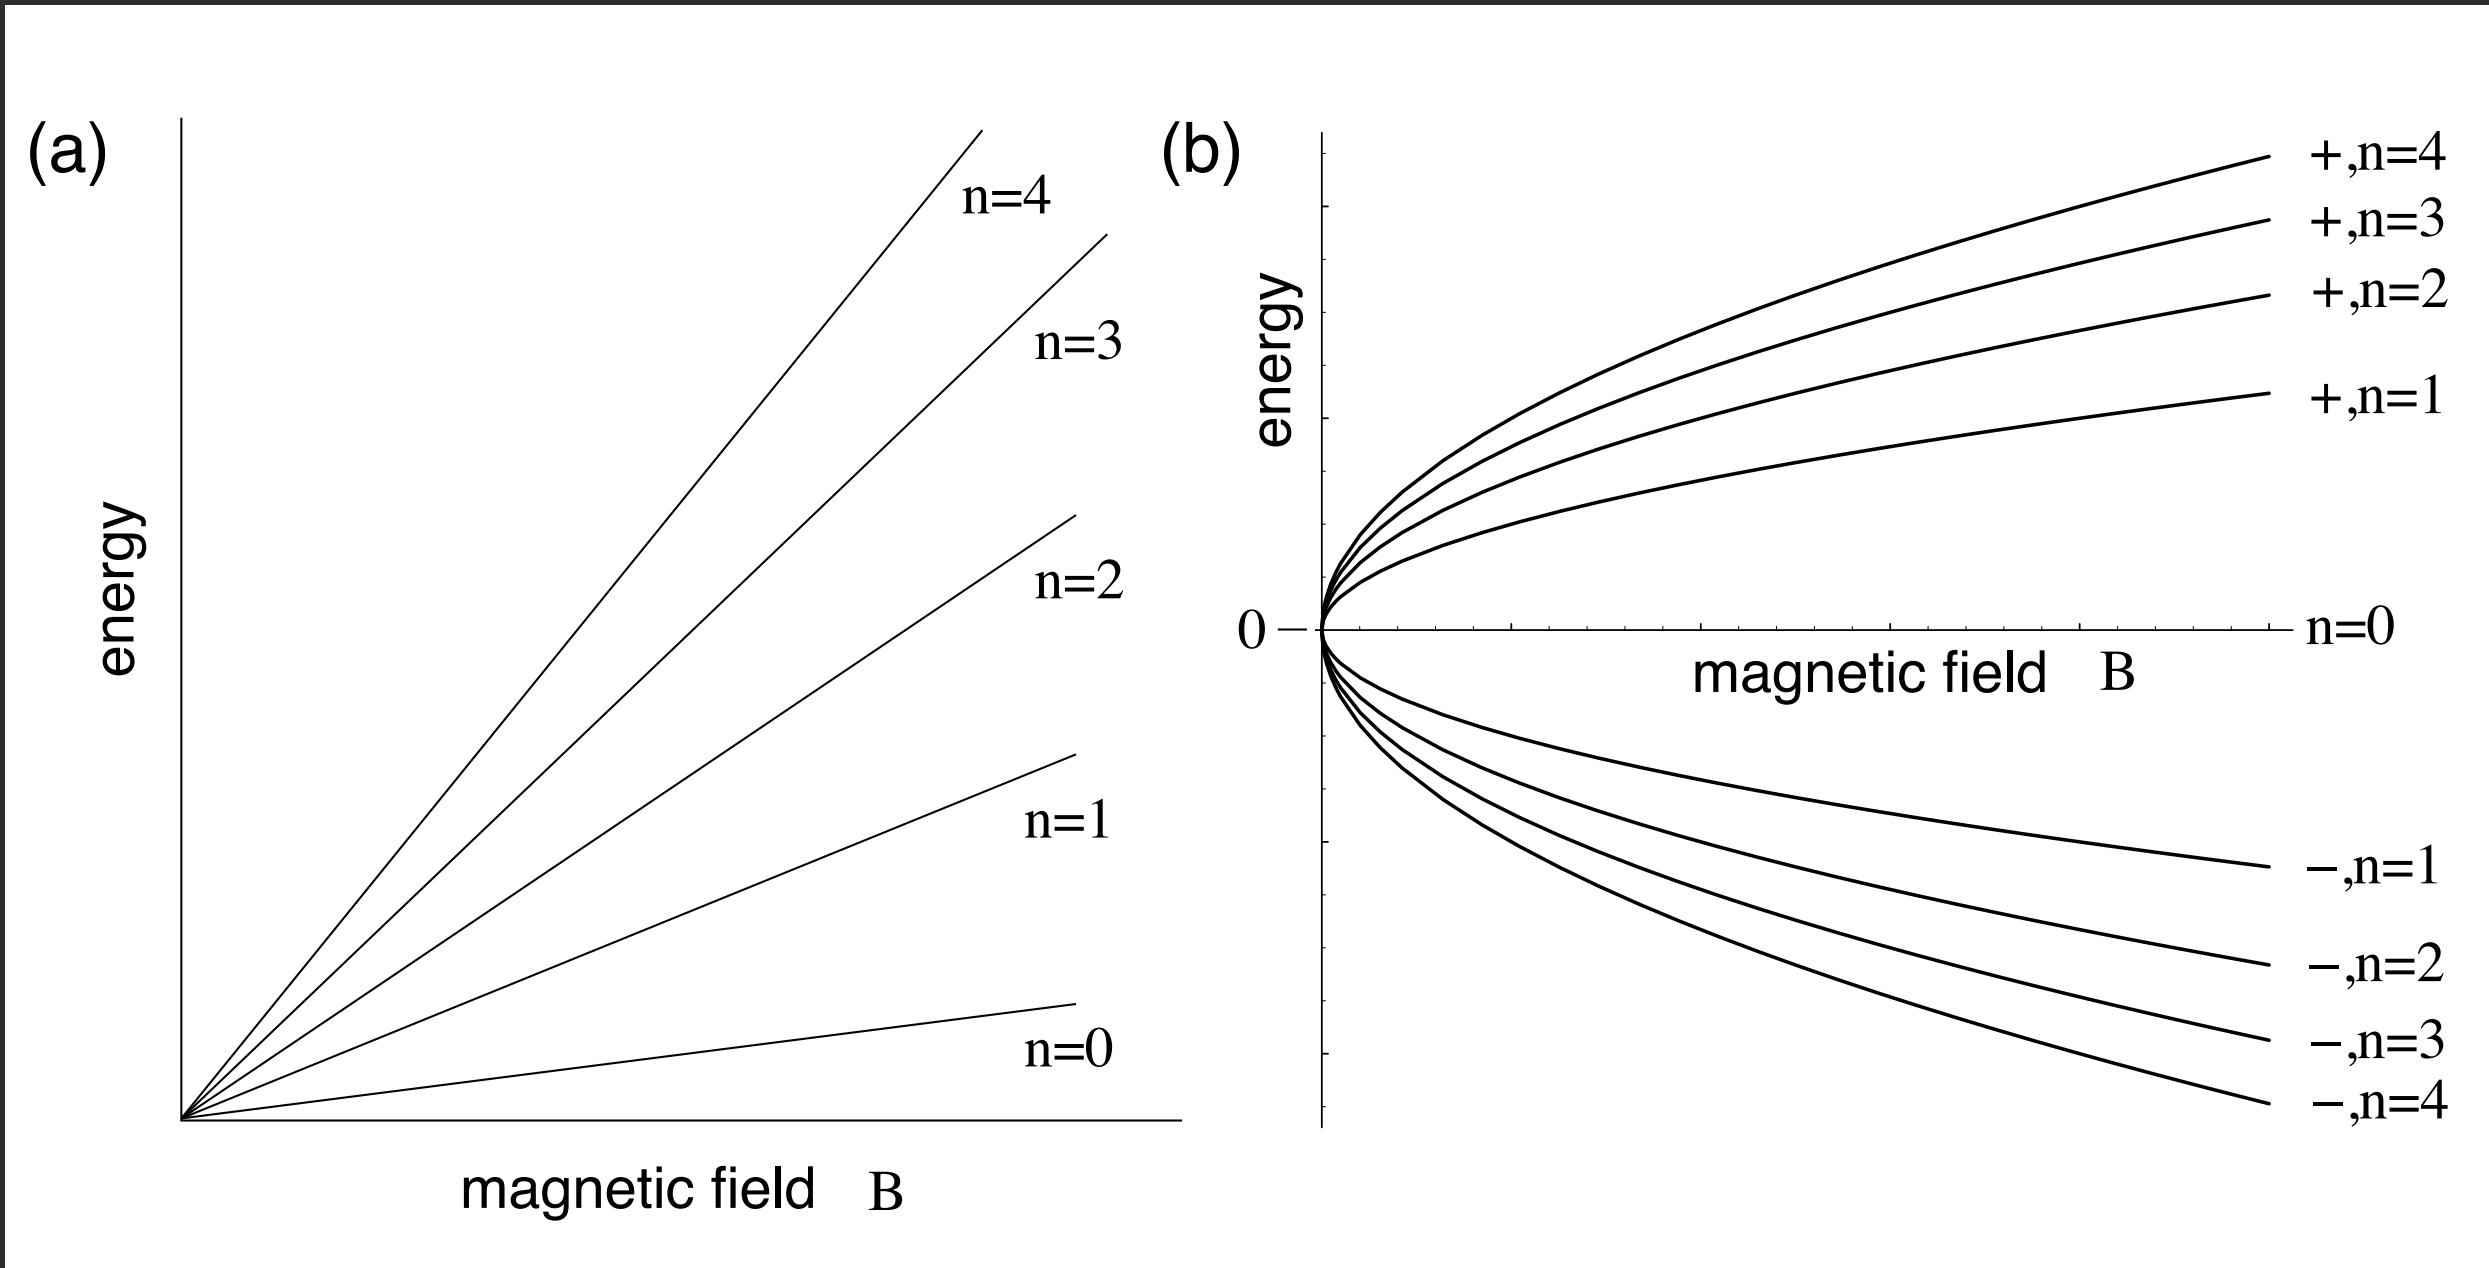 (a)
energy
n=4
n=3
n=2
n=1
n=0
magnetic field B
(b)
energy
+,n=4
+,n=3
+,n=2
+,n=1
0
n=0
magnetic field B
−,n=1
−,n=2
−,n=3
−,n=4